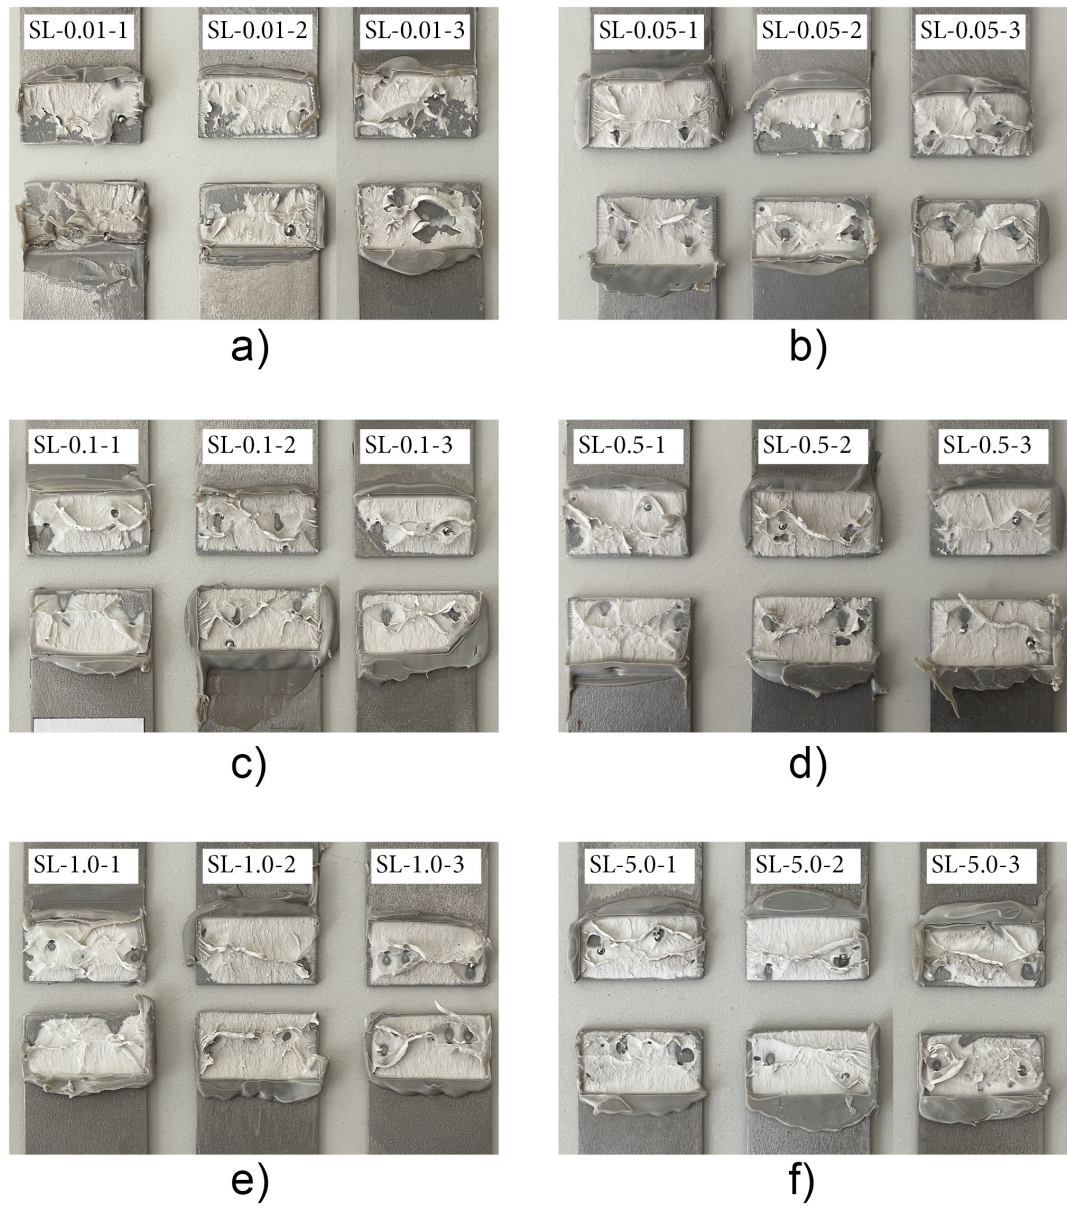 SL-0.01-1 SL-0.01-2 SL-0.01-3
SL-0.05-1 SL-0.05-2 SL-0.05-3
a)
b)
SL-0.1-1 SL-0.1-2 SL-0.1-3
SL-0.5-1 SL-0.5-2 SL-0.5-3
c)
d)
SL-1.0-1 SL-1.0-2 SL-1.0-3
SL-5.0-1 SL-5.0-2 SL-5.0-3
e)
f)